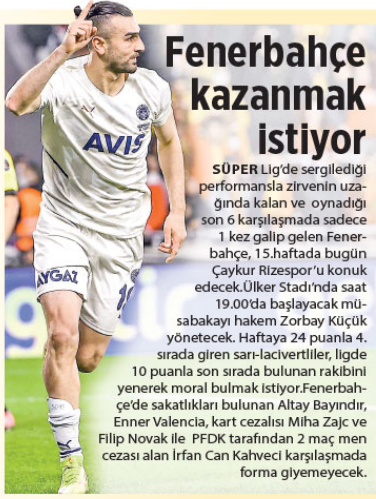 Fenerbahçe
kazanmak
istiyor
SÜPER Lig’de sergilediği
performansla zirvenin uza-
ğında kalan ve oynadığı
son 6 karşılaşmada sadece
1 kez galip gelen Fener-
bahçe, 15.haftada bugün
Çaykur Rizespor’u konuk
edecek.Ülker Stadı’nda saat
19.00’da başlayacak mü-
sabakayı hakem Zorbay Küçük
yönetecek. Haftaya 24 puanla 4.
sırada giren sarı-lacivertliler, ligde
10 puanla son sırada bulunan rakibini
yenerek moral bulmak istiyor.Fenerbah-
çe’de sakatlıkları bulunan Altay Bayındır,
Enner Valencia, kart cezalısı Miha Zajc ve
Filip Novak ile PFDK tarafından 2 maç men
cezası alan İrfan Can Kahveci karşılaşmada
forma giyemeyecek.
AVIS
AYGAZ